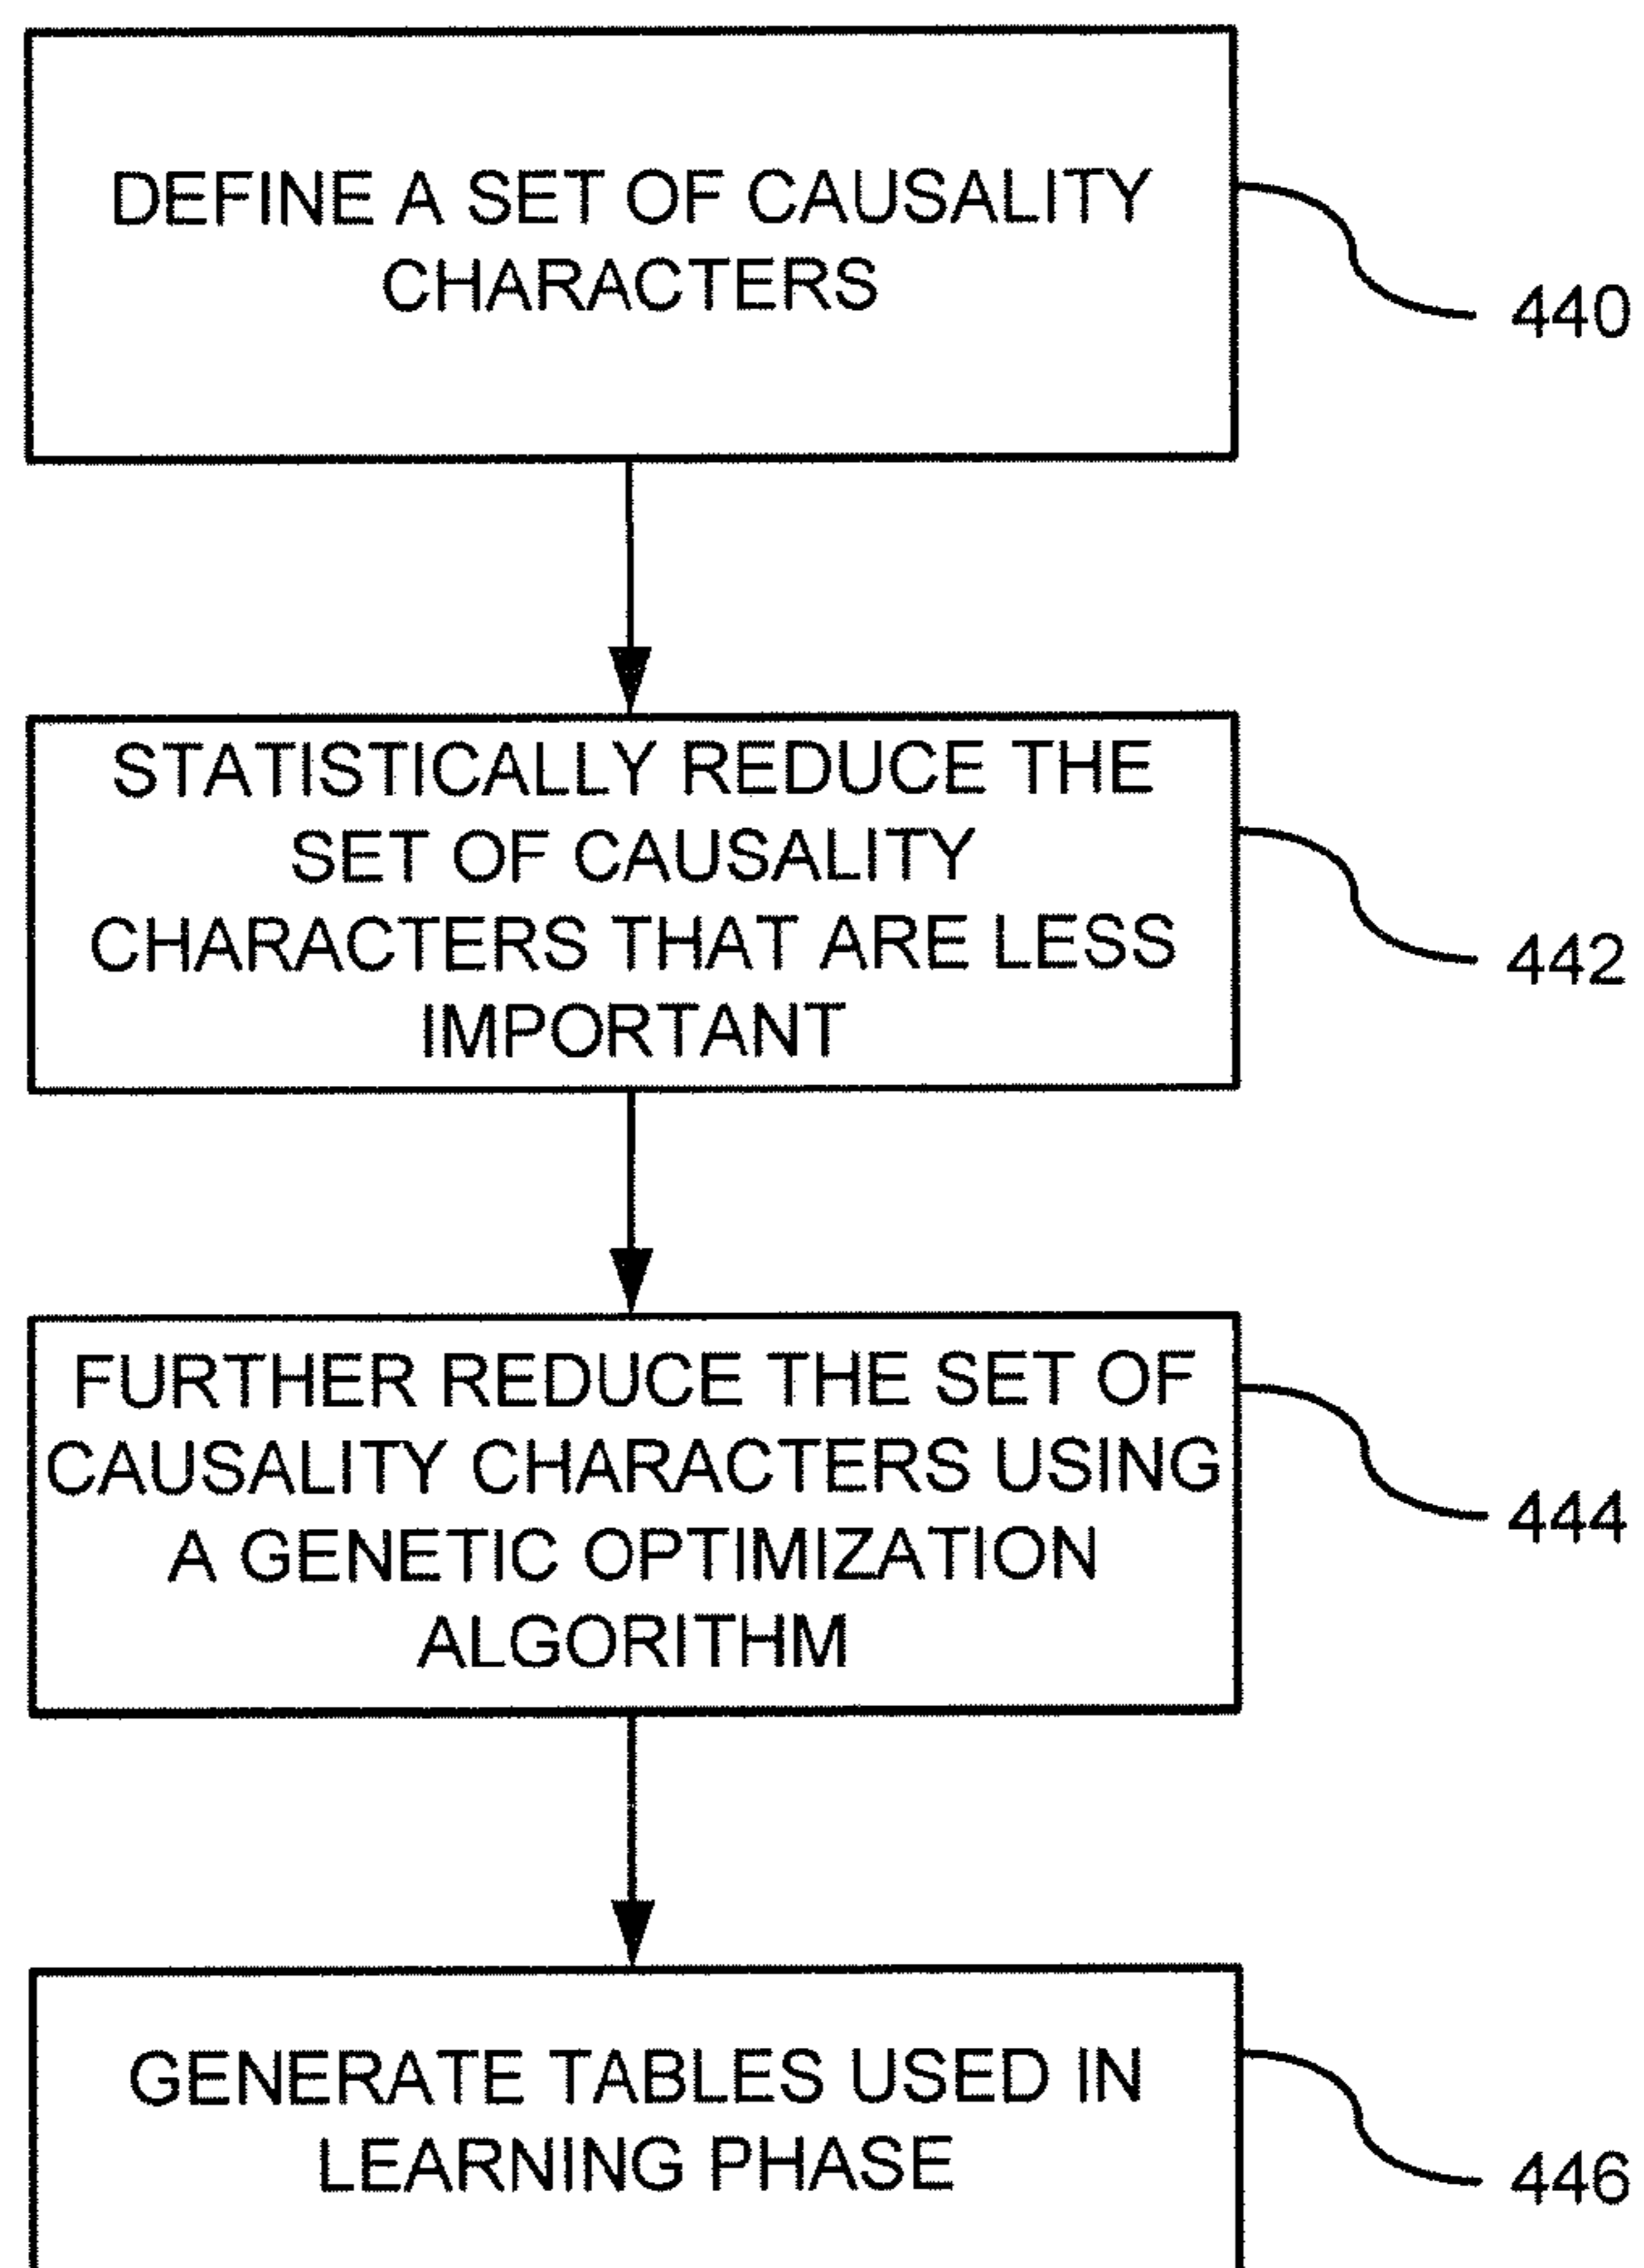 DEFINE A SET OF CAUSALITY
CHARACTERS
440
STATISTICALLY REDUCE THE
SET OF CAUSALITY
CHARACTERS THAT ARE LESS
IMPORTANT
442
FURTHER REDUCE THE SET OF
CAUSALITY CHARACTERS USING
A GENETIC OPTIMIZATION
ALGORITHM
444
GENERATE TABLES USED IN
LEARNING PHASE
446